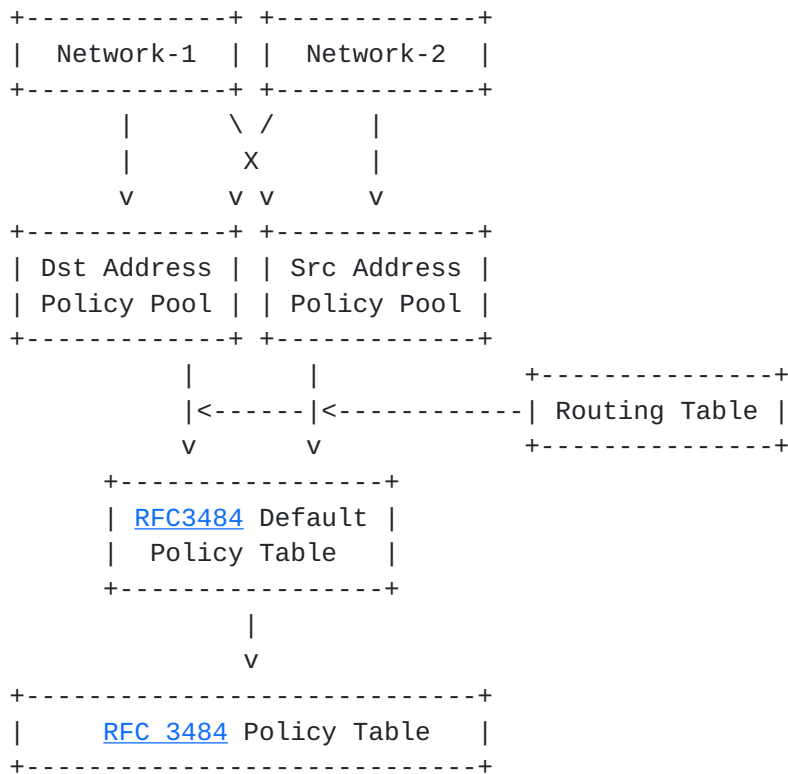 +-------------+ +-------------+
|  Network-1  | |  Network-2  |
+-------------+ +-------------+
       |      \ /      |
       |       X       |
       v      v v      v
+-------------+ +-------------+
| Dst Address | | Src Address |
| Policy Pool | | Policy Pool |
+-------------+ +-------------+
           |       |             +---------------+
           |<------|<------------| Routing Table |
           v       v             +---------------+
      +-----------------+
      | RFC3484 Default |
      |  Policy Table   |
      +-----------------+
               |
               v
+-----------------------------+
|     RFC 3484 Policy Table   |
+-----------------------------+